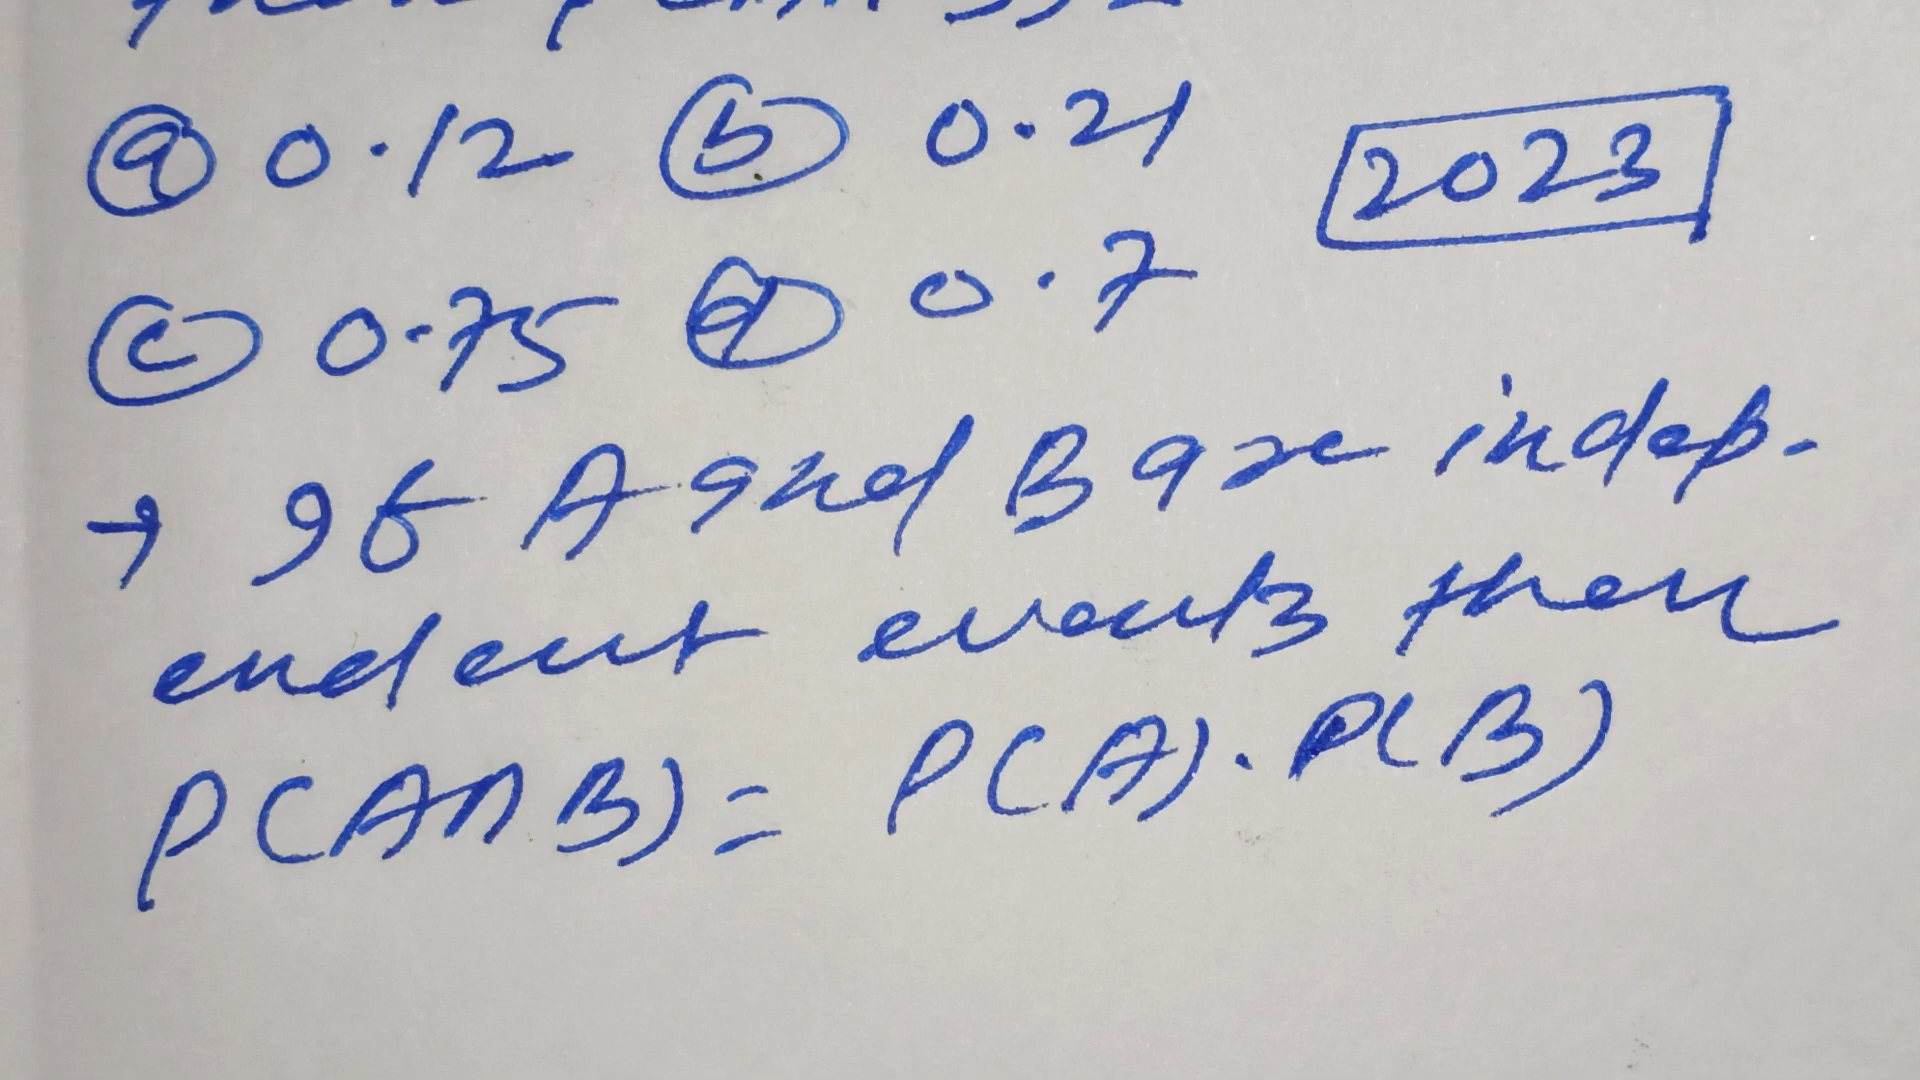 (a) 0.12 (b) 0.21
2023
(c) 0.75 (d) 0.7
→ If A and B are indep-
endent events then
P(A∩B) = P(A).P(B)